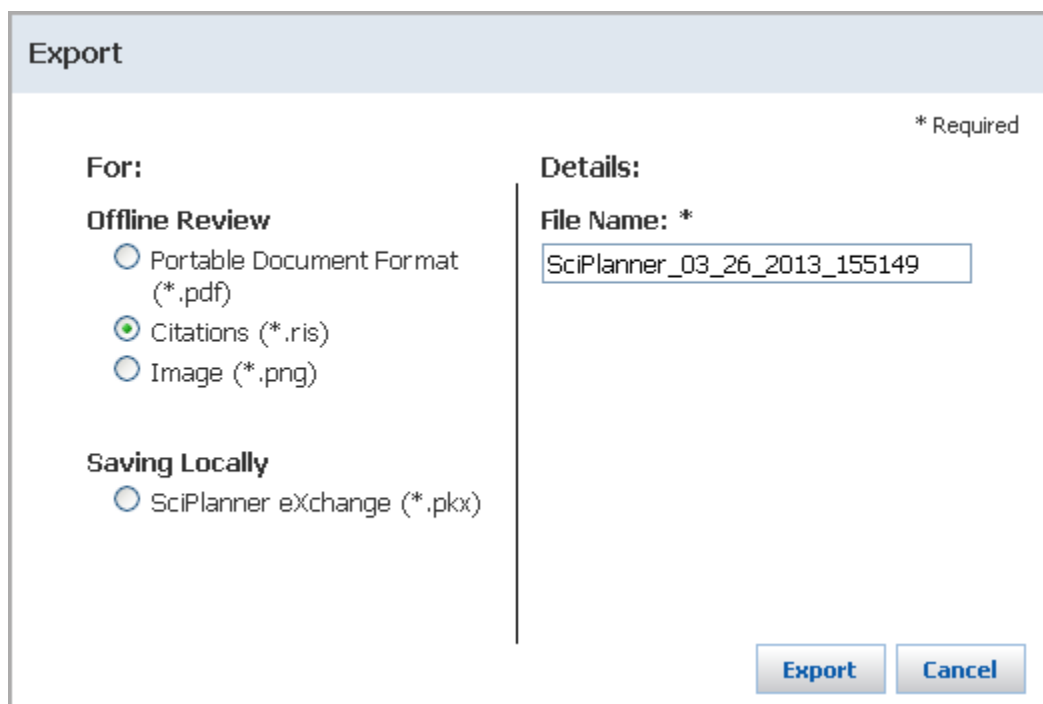 Export
* Required
For:
Offline Review
Portable Document Format
(*.pdf)
Citations (*.ris)
Image (*.png)
Saving Locally
SciPlanner eXchange (*.pkx)
Details:
File Name: *
SciPlanner_03_26_2013_155149
Export
Cancel